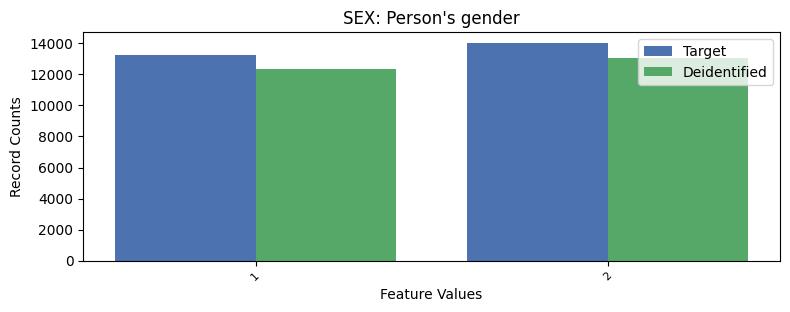 SEX: Person's gender
Target
Deidentified
Record Counts
14000
12000
10000
8000
6000
4000
2000
0
1
2
Feature Values